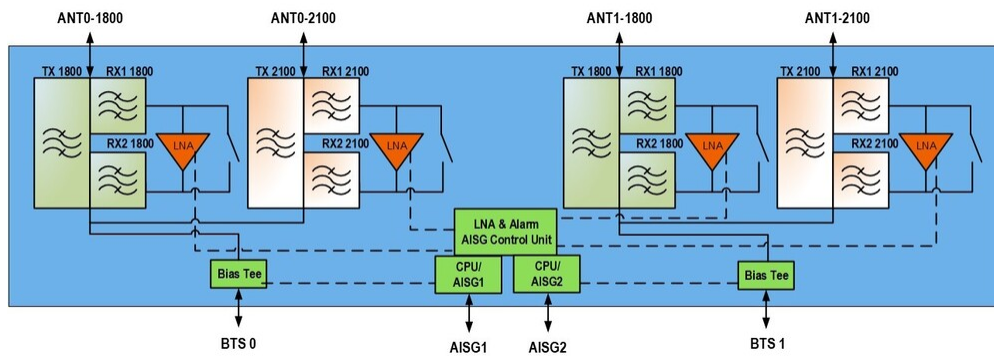 ANT0-1800 ANT0-2100 ANT1-1800 ANT1-2100
TX 1800 RX1 1800 TX 2100 RX1 2100 TX 1800 RX1 1800 TX 2100 RX1 2100
LNA LNA LNA LNA
RX2 1800 RX2 2100 RX2 1800 RX2 2100
LNA & Alarm
AISG Control Unit
Bias Tee
CPU/
AISG1
CPU/
AISG2
Bias Tee
BTS 0 AISG1 AISG2 BTS 1